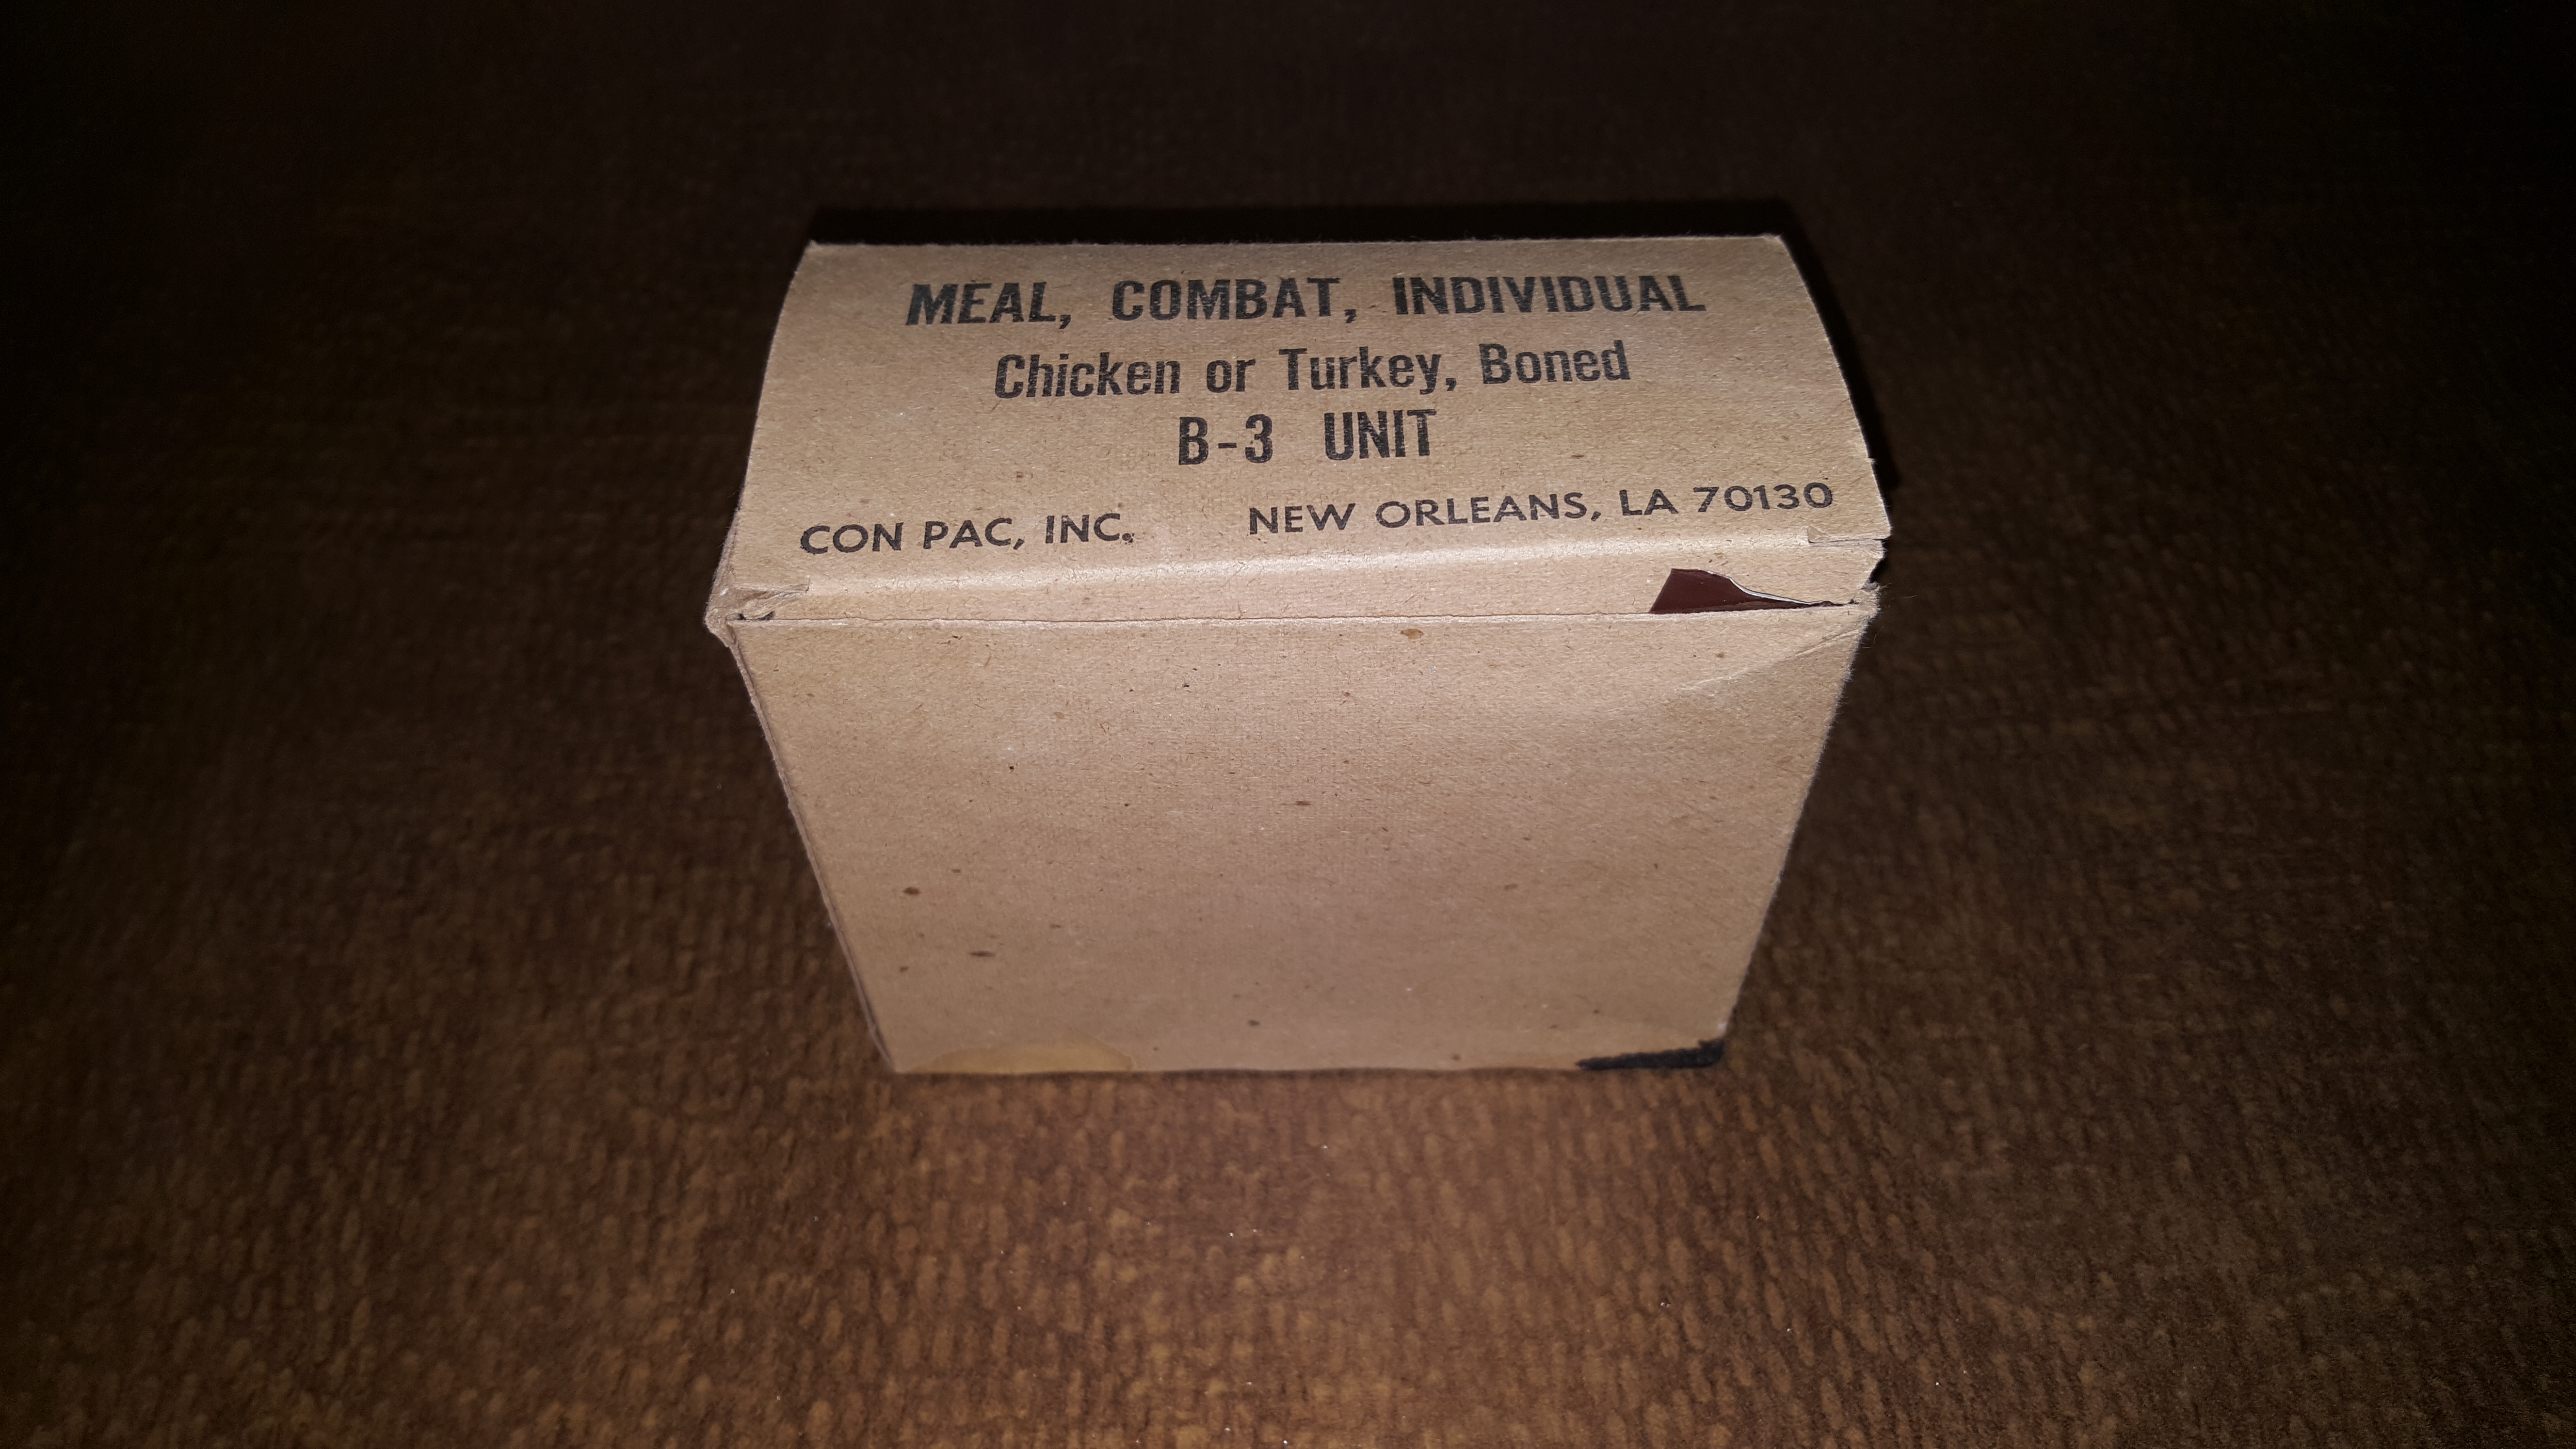 MEAL, COMBAT, INDIVIDUAL
Chicken or Turkey, Boned
B-3 UNIT
CON PAC, INC. NEW ORLEANS, LA 70130